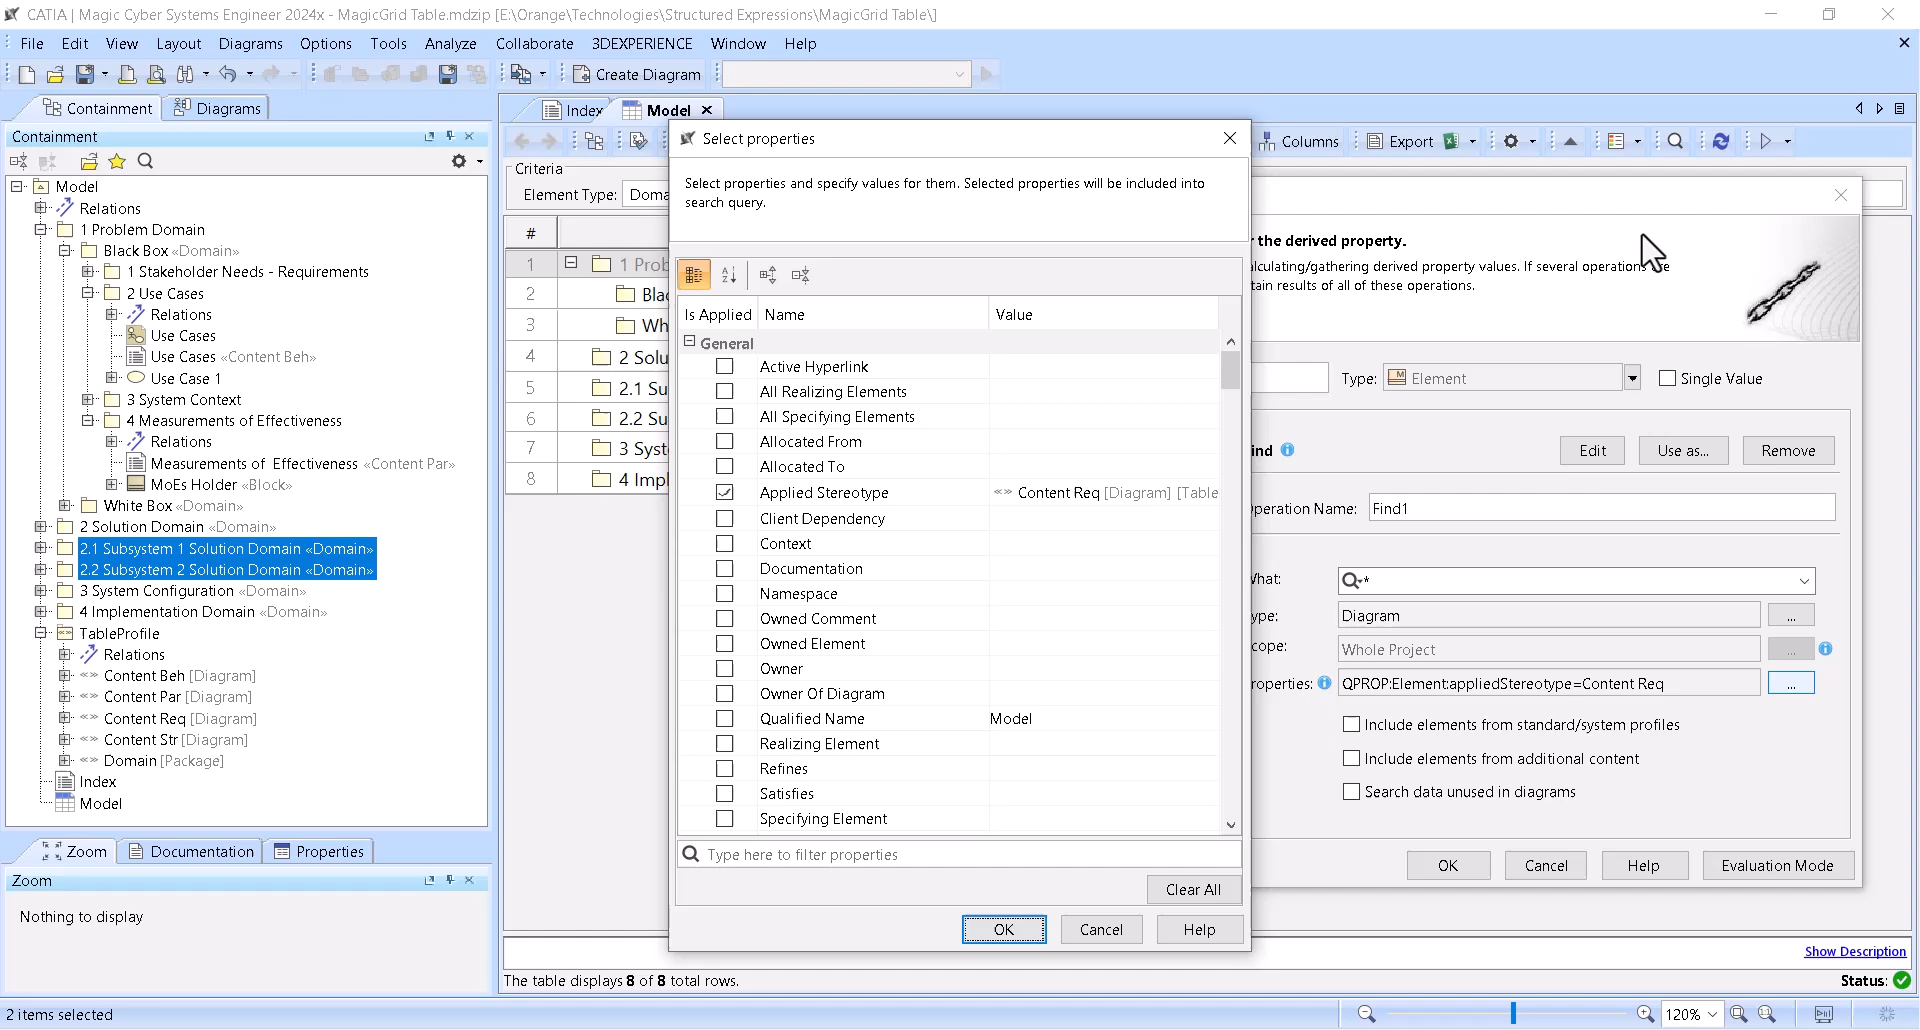 CATIA | Magic Cyber Systems Engineer 2024x - MagicGrid Table.mdzip [E:\Orange\Technologies\Structured Expressions\MagicGrid Table\]
File Edit View Layout Diagrams Options Tools Analyze Collaborate 3DEXPERIENCE Window Help
Create Diagram
Containment Diagrams
Containment
Model
Relations
1 Problem Domain
Black Box «Domain»
1 Stakeholder Needs - Requirements
2 Use Cases
Relations
Use Cases
Use Cases «Content Beh»
Use Case 1
3 System Context
4 Measurements of Effectiveness
Relations
Measurements of Effectiveness «Content Par»
MoEs Holder «Block»
White Box «Domain»
2 Solution Domain «Domain»
2.1 Subsystem 1 Solution Domain «Domain»
2.2 Subsystem 2 Solution Domain «Domain»
3 System Configuration «Domain»
4 Implementation Domain «Domain»
TableProfile
Relations
Content Beh [Diagram]
Content Par [Diagram]
Content Req [Diagram]
Content Str [Diagram]
Domain [Package]
Index
Model
Zoom Documentation Properties
Zoom
Nothing to display
2 items selected
Index Model
Columns Export
Criteria
Element Type: Doma
#
1 1 Prob
2 Blac
3 Wh
4 2 Solu
5 2.1 Su
6 2.2 Su
7 3 Syst
8 4 Impl
Select properties
Select properties and specify values for them. Selected properties will be included into
search query.
Is Applied Name Value
General
Active Hyperlink
All Realizing Elements
All Specifying Elements
Allocated From
Allocated To
Applied Stereotype «» Content Req [Diagram] [Table
Client Dependency
Context
Documentation
Namespace
Owned Comment
Owned Element
Owner
Owner Of Diagram
Qualified Name Model
Realizing Element
Refines
Satisfies
Specifying Element
Type here to filter properties
Clear All
OK Cancel Help
r the derived property.
alculating/gathering derived property values. If several operations
tain results of all of these operations.
Type: Element Single Value
ind Edit Use as... Remove
peration Name: Find1
hat: *
ype: Diagram ...
cope: Whole Project ...
roperties: QPROP:Element:appliedStereotype=Content Req ...
Include elements from standard/system profiles
Include elements from additional content
Search data unused in diagrams
OK Cancel Help Evaluation Mode
Show Description
The table displays 8 of 8 total rows.
Status:
120%